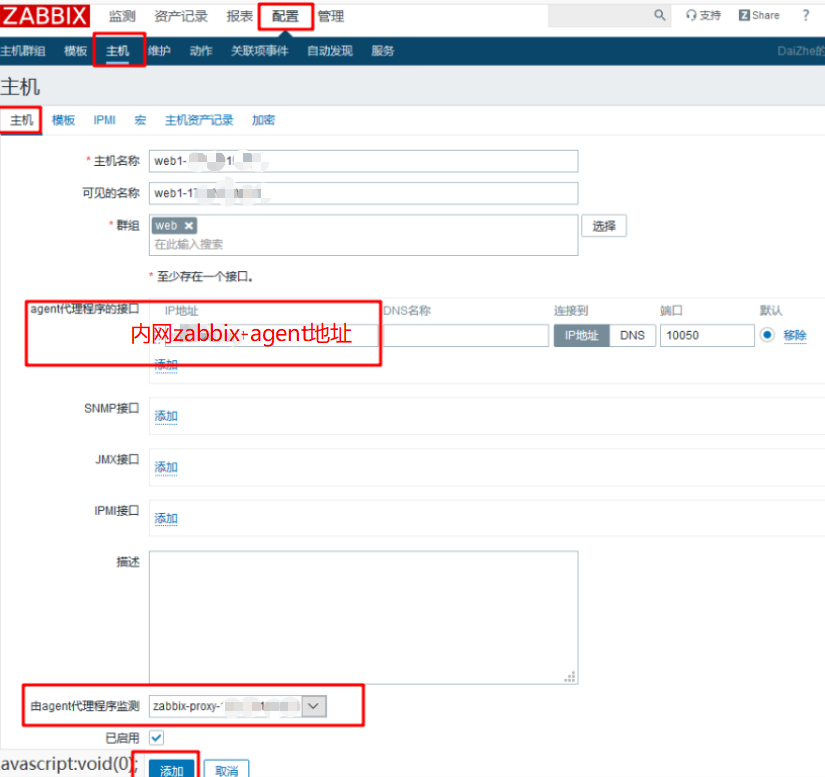 ZABBIX 监测 资产记录 报表 配置 管理 支持 Z Share ?
主机群组 模板 主机 维护 动作 关联项事件 自动发现 服务 DaiZhe的
主机
主机 模板 IPMI 宏 主机资产记录 加密
* 主机名称 web1-
可见的名称 web1-1
* 群组 web ✖ 选择
在此输入搜索
* 至少存在一个接口。
agent代理程序的接口 IP地址 DNS名称 连接到 端口 默认
内网zabbix-agent地址 IP地址 DNS 10050 移除
添加
SNMP接口 添加
JMX接口 添加
IPMI接口 添加
描述
由agent代理程序监测 zabbix-proxy-
已启用
avascript:void(0);
添加 取消